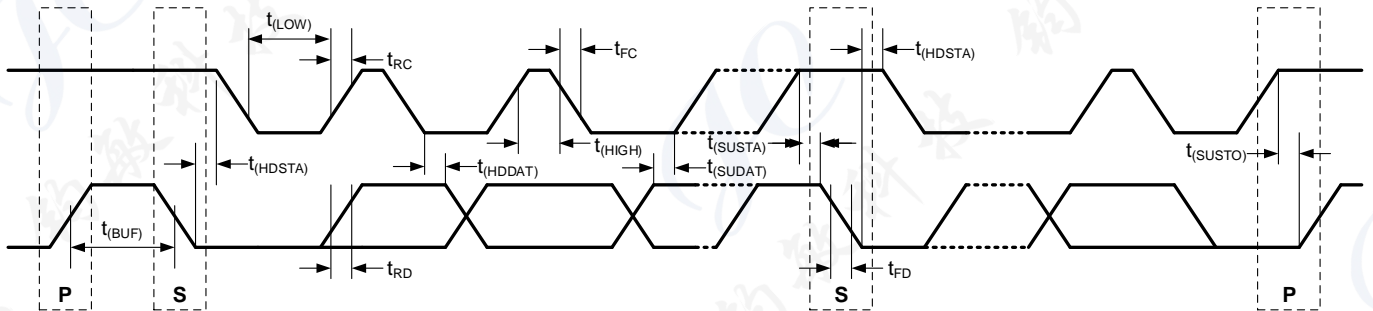 t(LOW)
tRC
tFC
t(HDSTA)
t(HDSTA)
t(HDDAT)
t(HIGH)
t(SUSTA)
t(SUDAT)
t(SUSTO)
t(BUF)
tRD
tFD
P
S
S
P